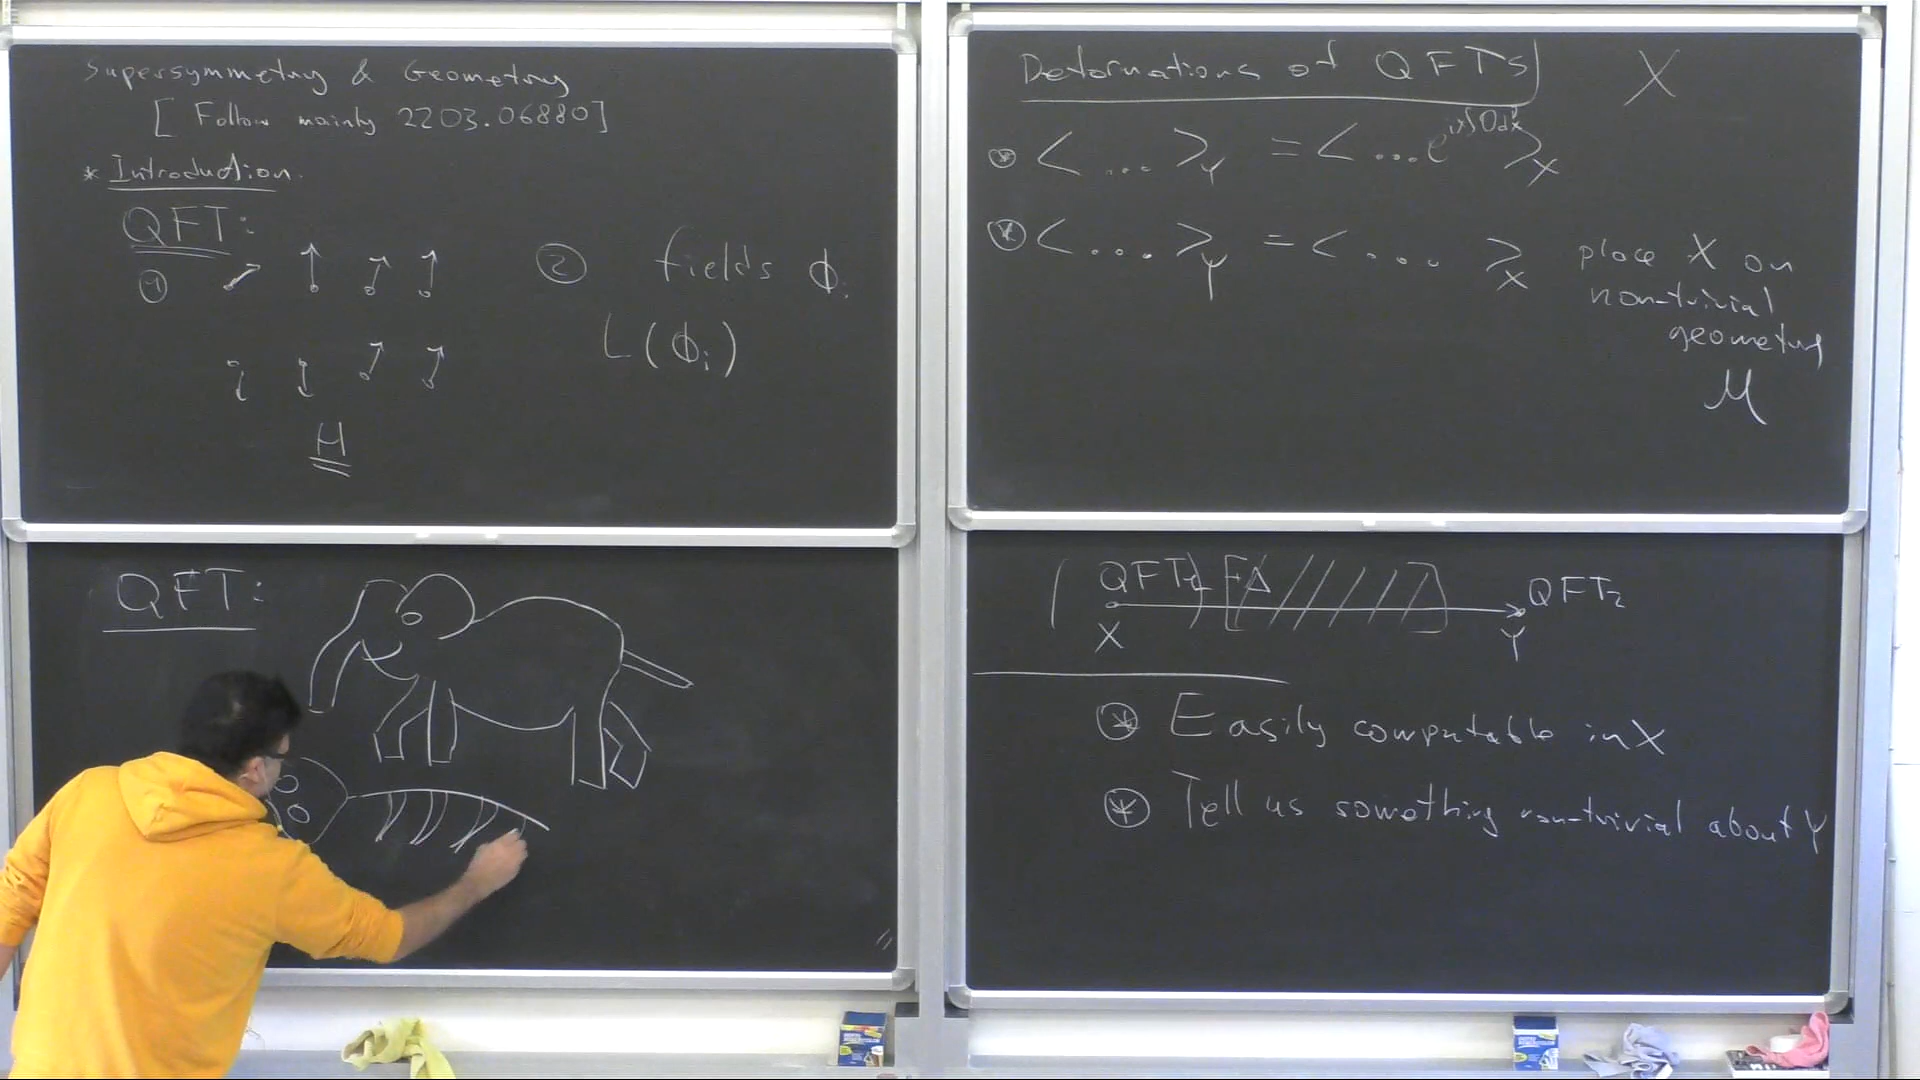 Supersymmetry & Geometry
[ Follow mainly 2203.06880]
* Introduction.
QFT:
①
② fields ϕᵢ
L(ϕᵢ)
H
QFT:
Deformations of QFTs X
⊛ < ... >_Y = < ... e^{iλ∫Odx} >_X
⊛ < ... >_Y = < ... >_X place X on
non-trivial
geometry
M
(QFT₁) [FΔ] QFT₂
X Y
⊛ Easily computable in X
⊛ Tell us something non-trivial about Y